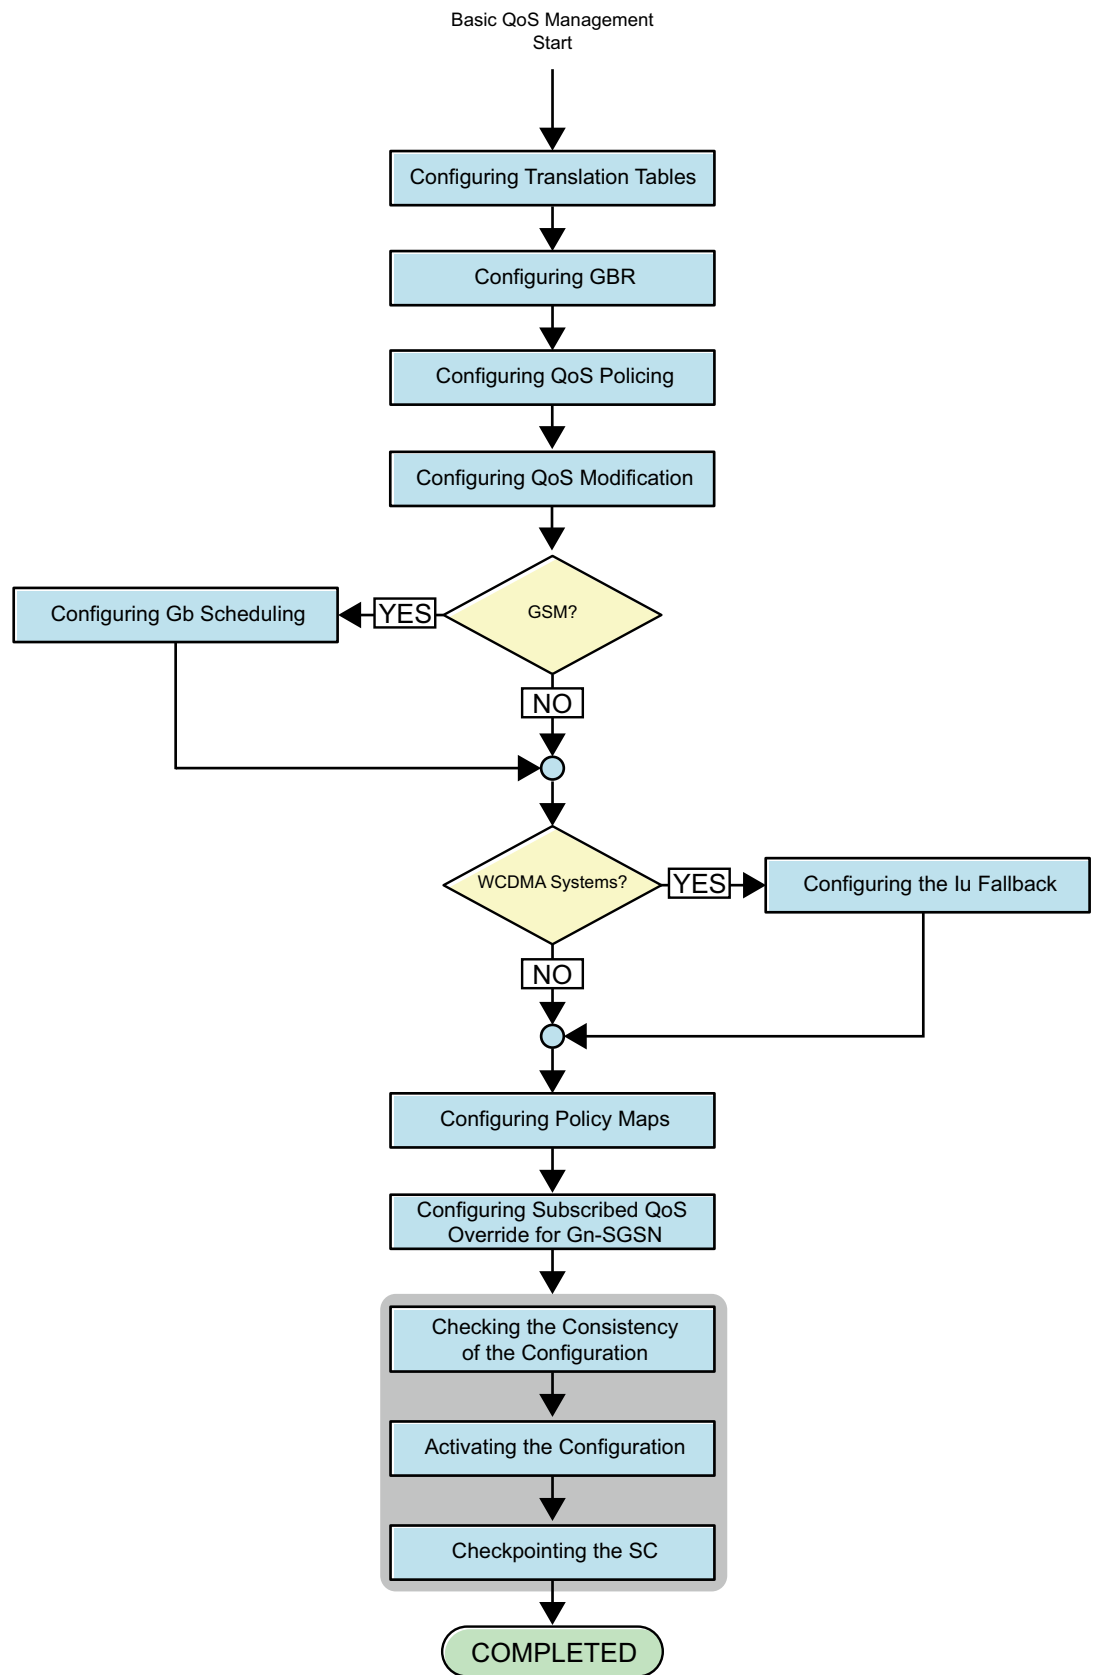 Basic QoS Management
Start
Configuring Translation Tables
Configuring GBR
Configuring QoS Policing
Configuring QoS Modification
GSM?
YES
Configuring Gb Scheduling
NO
WCDMA Systems?
YES
Configuring the Iu Fallback
NO
Configuring Policy Maps
Configuring Subscribed QoS
Override for Gn-SGSN
Checking the Consistency
of the Configuration
Activating the Configuration
Checkpointing the SC
COMPLETED